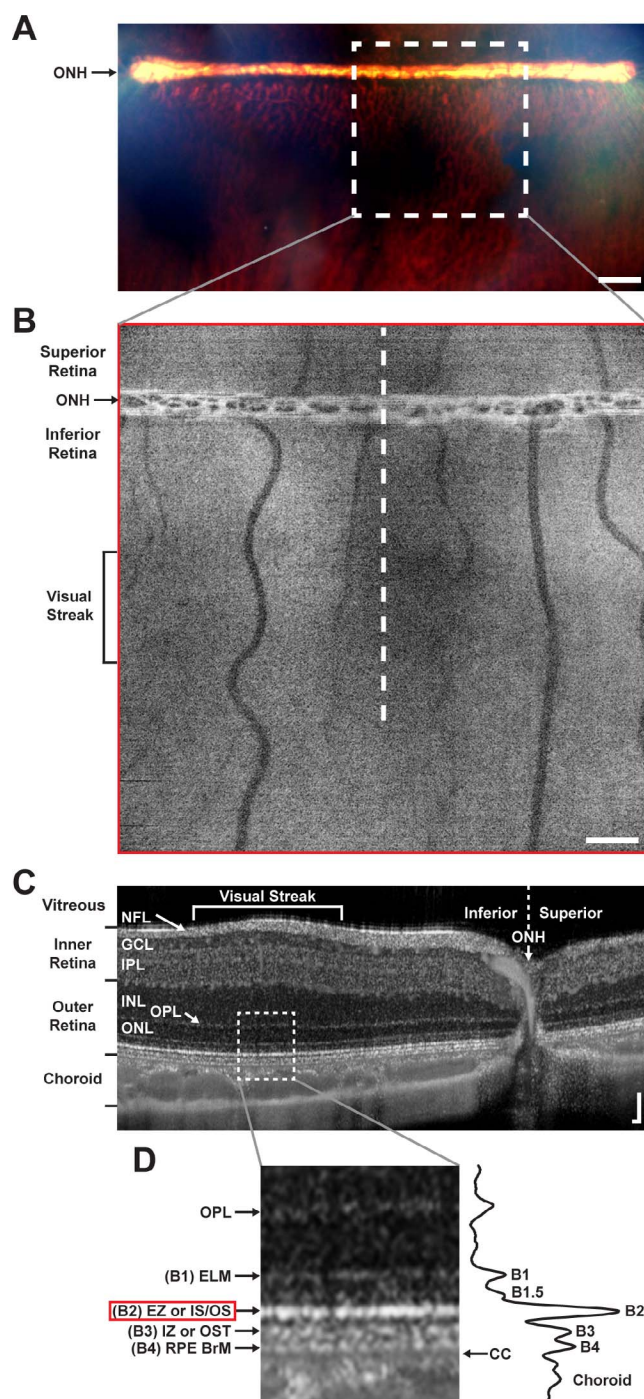 A
ONH
B
Superior
Retina
ONH
Inferior
Retina
Visual
Streak
C
Vitreous
NFL
Visual Streak
Inferior
Superior
ONH
Inner
Retina
GCL
IPL
Outer
Retina
INL
OPL
ONL
Choroid
D
OPL
(B1) ELM
B1
B1.5
(B2) EZ or IS/OS
B2
(B3) IZ or OST
B3
(B4) RPE BrM
B4
CC
Choroid